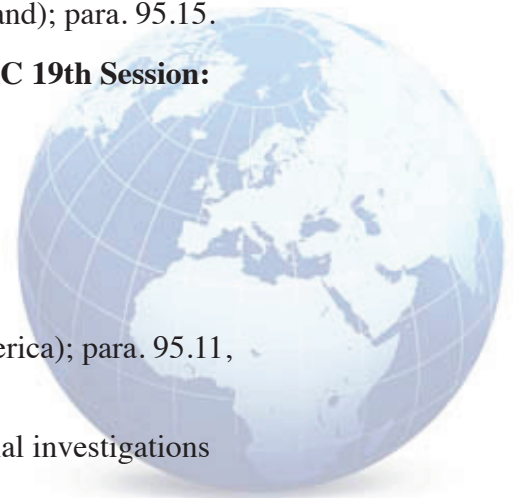 and); para. 95.15.
C 19th Session:
erica); para. 95.11,
al investigations